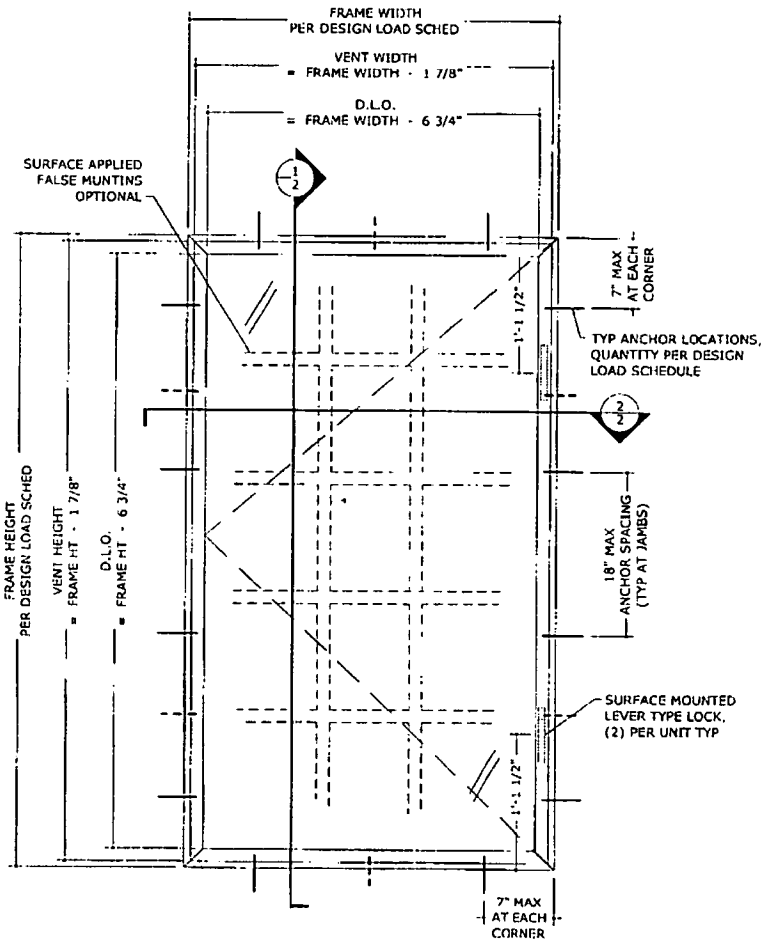 FRAME WIDTH
PER DESIGN LOAD SCHED
VENT WIDTH
= FRAME WIDTH - 1 7/8"
D.L.O.
= FRAME WIDTH - 6 3/4"
SURFACE APPLIED
FALSE MUNTINS
OPTIONAL
1
2
7" MAX
AT EACH
CORNER
1'-1 1/2"
TYP ANCHOR LOCATIONS,
QUANTITY PER DESIGN
LOAD SCHEDULE
2
2
FRAME HEIGHT
PER DESIGN LOAD SCHED
VENT HEIGHT
= FRAME HT - 1 7/8"
D.L.O.
= FRAME HT - 6 3/4"
18" MAX
ANCHOR SPACING
(TYP AT JAMBS)
SURFACE MOUNTED
LEVER TYPE LOCK,
(2) PER UNIT TYP
1'-1 1/2"
7" MAX
AT EACH
CORNER